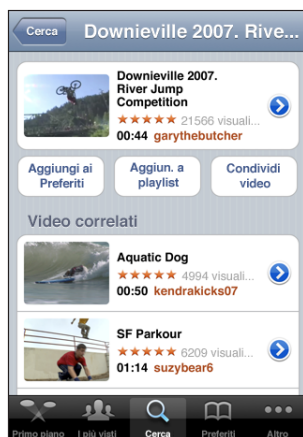 Cerca
Downieville 2007. Rive...
Downieville 2007.
River Jump
Competition
21566 visuali...
00:44 garythebutcher
Aggiungi ai
Preferiti
Aggiun. a
playlist
Condividi
video
Video correlati
Aquatic Dog
4994 visuali...
00:50 kendrakicks07
SF Parkour
6209 visuali...
01:14 suzybear6
Primo piano
I più visti
Cerca
Preferiti
Altro